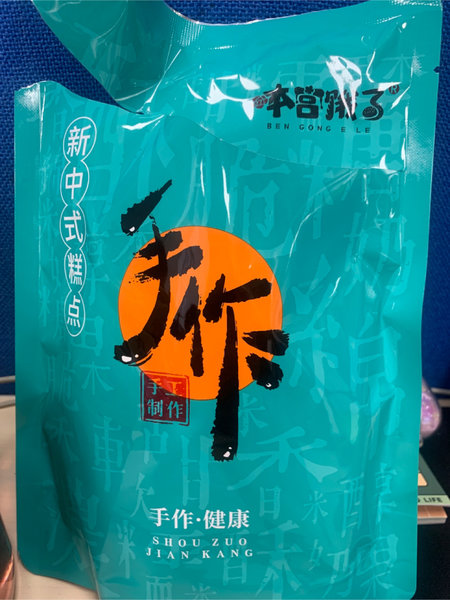 本宫饿了®
BEN GONG E LE
新中式糕点
手作
手工
制作
手作·健康
SHOU ZUO
JIAN KANG
LIFE